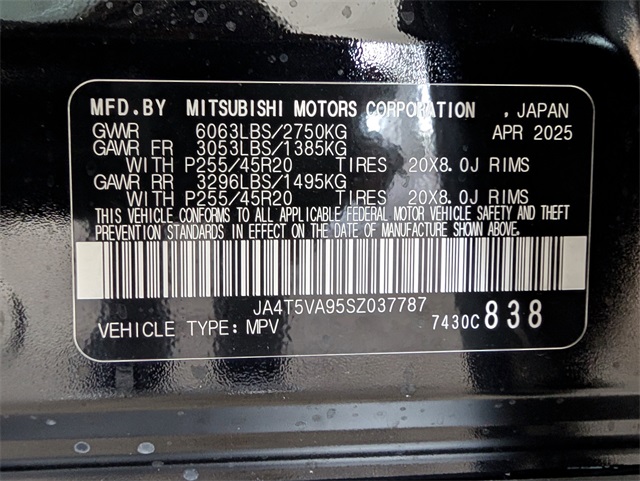 MFD.BY MITSUBISHI MOTORS CORPORATION , JAPAN
GVWR 6063LBS/2750KG APR 2025
GAWR FR 3053LBS/1385KG
WITH P255/45R20 TIRES 20X8.0J RIMS
GAWR RR 3296LBS/1495KG
WITH P255/45R20 TIRES 20X8.0J RIMS
THIS VEHICLE CONFORMS TO ALL APPLICABLE FEDERAL MOTOR VEHICLE SAFETY AND THEFT
PREVENTION STANDARDS IN EFFECT ON THE DATE OF MANUFACTURE SHOWN ABOVE.
JA4T5VA95SZ037787
VEHICLE TYPE: MPV 7430C 838